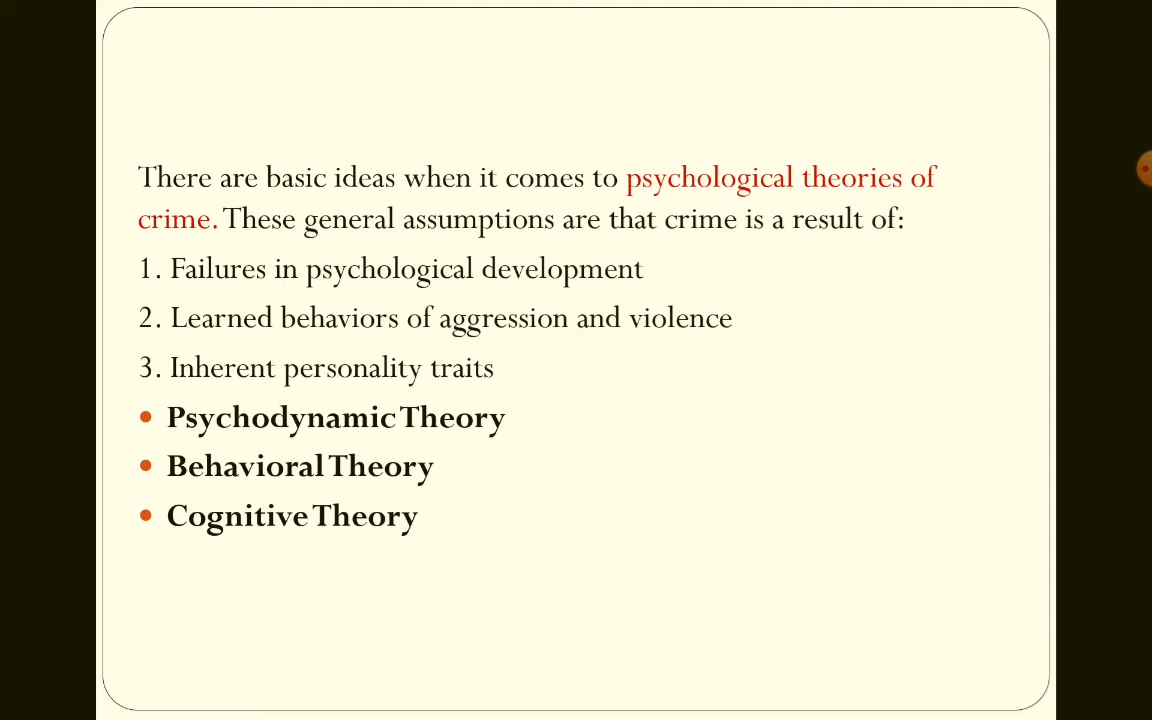 There are basic ideas when it comes to psychological theories of
crime. These general assumptions are that crime is a result of:
1. Failures in psychological development
2. Learned behaviors of aggression and violence
3. Inherent personality traits
• Psychodynamic Theory
• Behavioral Theory
• Cognitive Theory